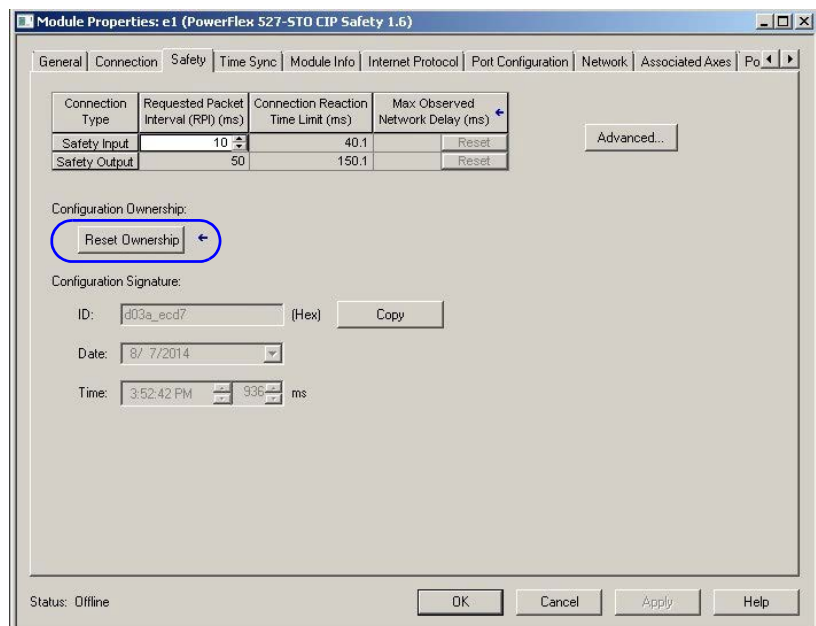 Module Properties: e1 (PowerFlex 527-STO CIP Safety 1.6)
General Connection Safety Time Sync Module Info Internet Protocol Port Configuration Network Associated Axes Po
Connection Type Requested Packet Interval (RPI) (ms) Connection Reaction Time Limit (ms) Max Observed Network Delay (ms)
Safety Input 10 40.1 Reset
Safety Output 50 150.1 Reset
Advanced...
Configuration Ownership:
Reset Ownership
Configuration Signature:
ID: d03a_ecd7 (Hex) Copy
Date: 8/ 7/2014
Time: 3:52:42 PM 936 ms
Status: Offline OK Cancel Apply Help